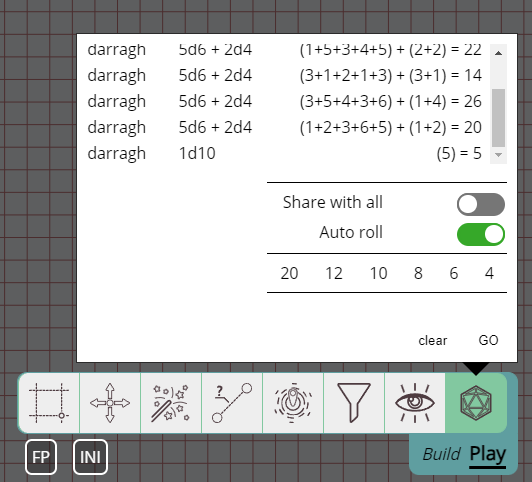 darragh 5d6 + 2d4 (1+5+3+4+5) + (2+2) = 22
darragh 5d6 + 2d4 (3+1+2+1+3) + (3+1) = 14
darragh 5d6 + 2d4 (3+5+4+3+6) + (1+4) = 26
darragh 5d6 + 2d4 (1+2+3+6+5) + (1+2) = 20
darragh 1d10 (5) = 5
Share with all
Auto roll
20 12 10 8 6 4
clear GO
?
FP INI Build Play